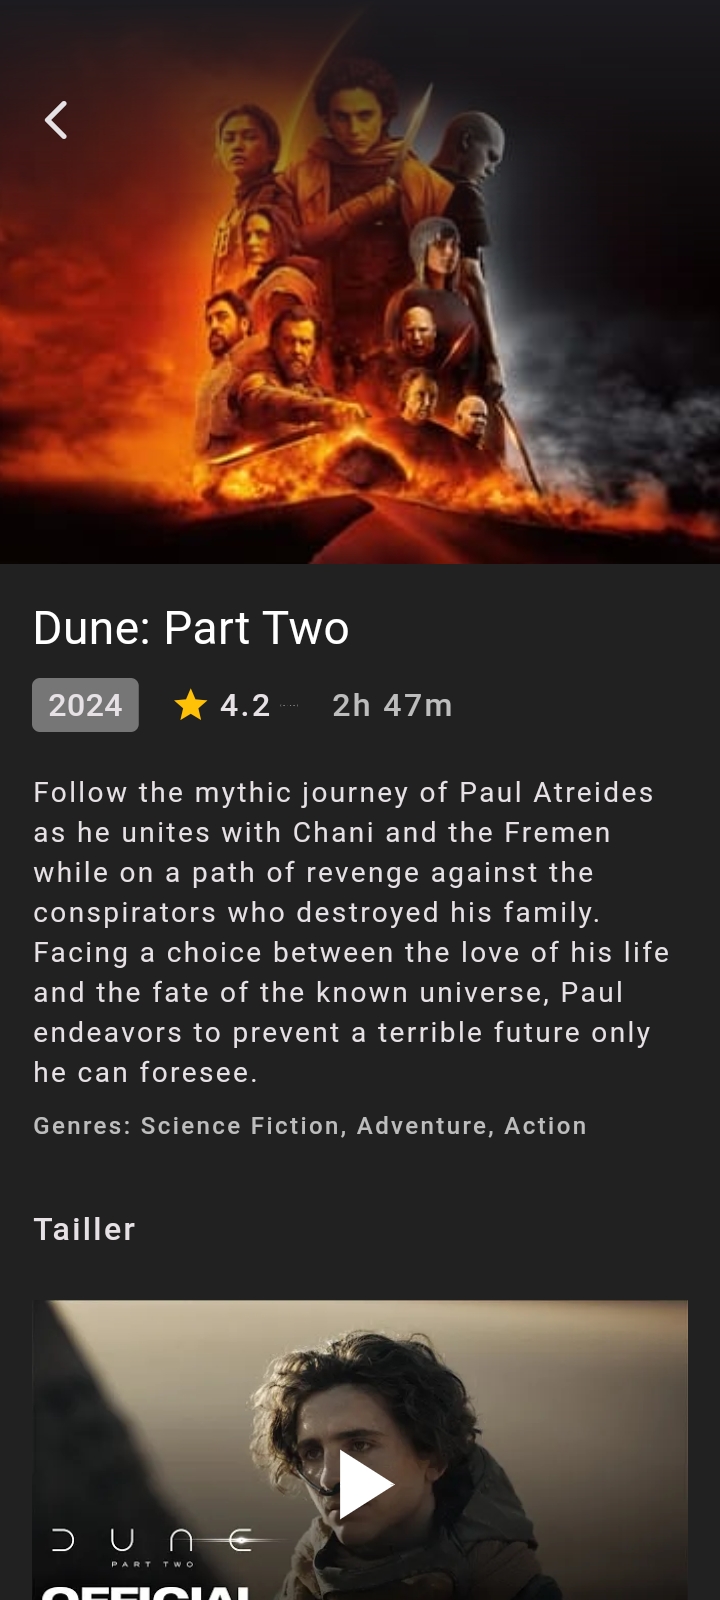 Dune: Part Two
2024 4.2 2h 47m
Follow the mythic journey of Paul Atreides
as he unites with Chani and the Fremen
while on a path of revenge against the
conspirators who destroyed his family.
Facing a choice between the love of his life
and the fate of the known universe, Paul
endeavors to prevent a terrible future only
he can foresee.
Genres: Science Fiction, Adventure, Action
Tailler
DUNE
PART TWO
OFFICIAL